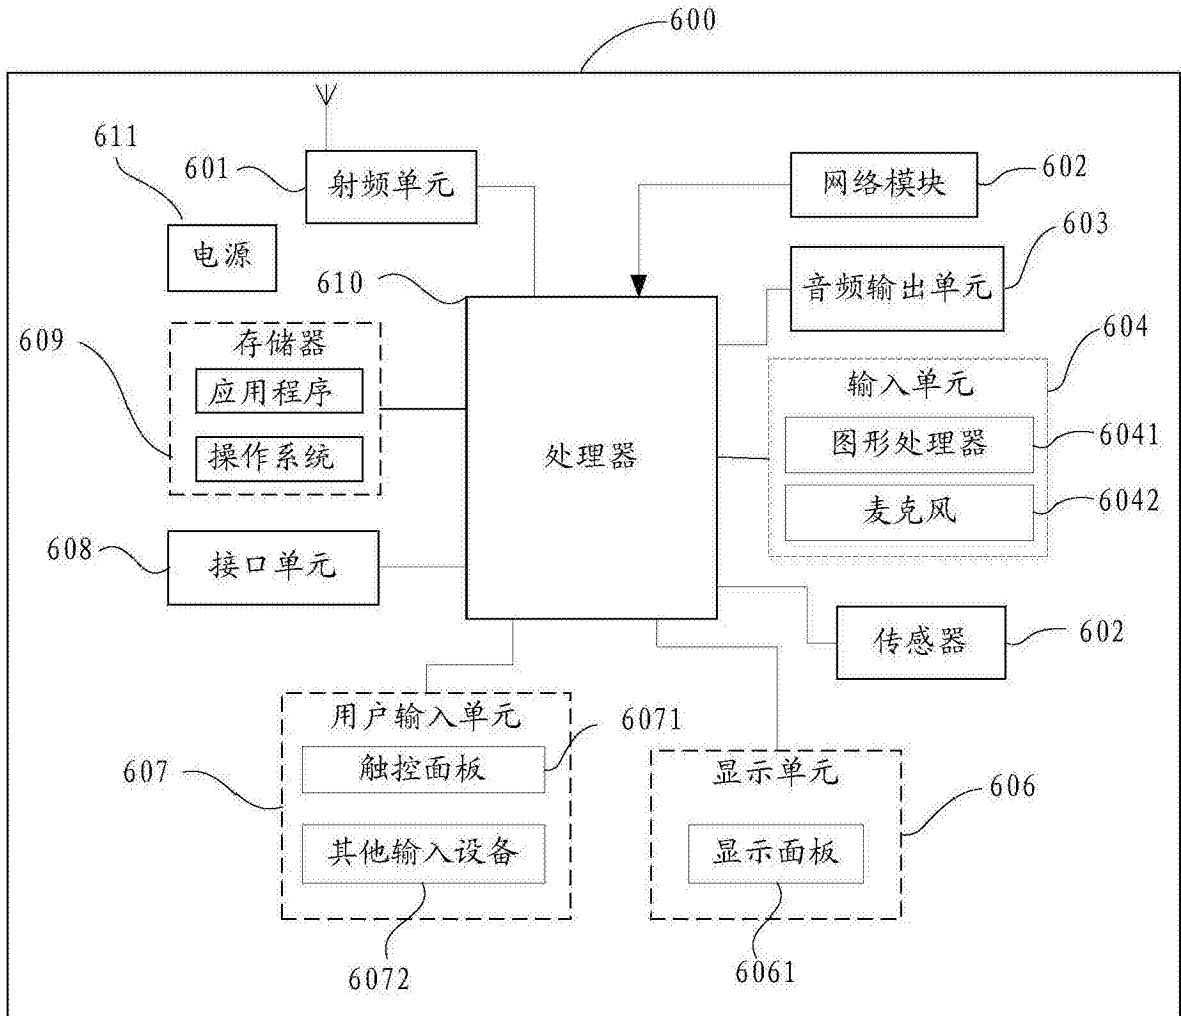 600
611
601
射频单元
网络模块
602
电源
610
音频输出单元
603
609
存储器
应用程序
操作系统
处理器
604
输入单元
图形处理器
6041
麦克风
6042
608
接口单元
传感器
602
607
用户输入单元
6071
触控面板
其他输入设备
6072
显示单元
606
显示面板
6061